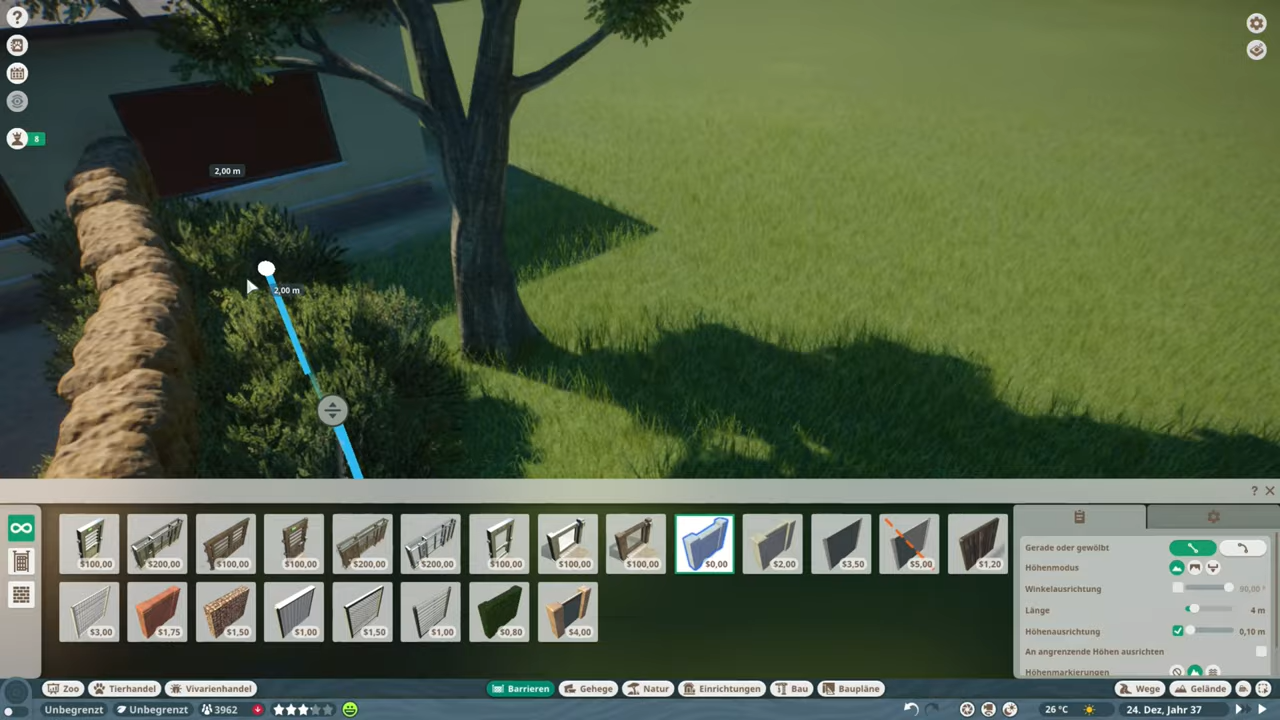 ?
8
2,00 m
2,00 m
? ×
$100,00 $200,00 $100,00 $100,00 $200,00 $200,00 $100,00 $100,00 $100,00 $0,00 $2,00 $3,50 $5,00 $1,20
$3,00 $1,75 $1,50 $1,00 $1,50 $1,00 $0,80 $4,00
Gerade oder gewölbt
Höhenmodus
Winkelausrichtung 90,00 °
Länge 4 m
Höhenausrichtung 0,10 m
An angrenzende Höhen ausrichten
Höhenmarkierungen
Zoo Tierhandel Vivarienhandel Barrieren Gehege Natur Einrichtungen Bau Baupläne Wege Gelände
Unbegrenzt Unbegrenzt 3962 26 °C 24. Dez, Jahr 37